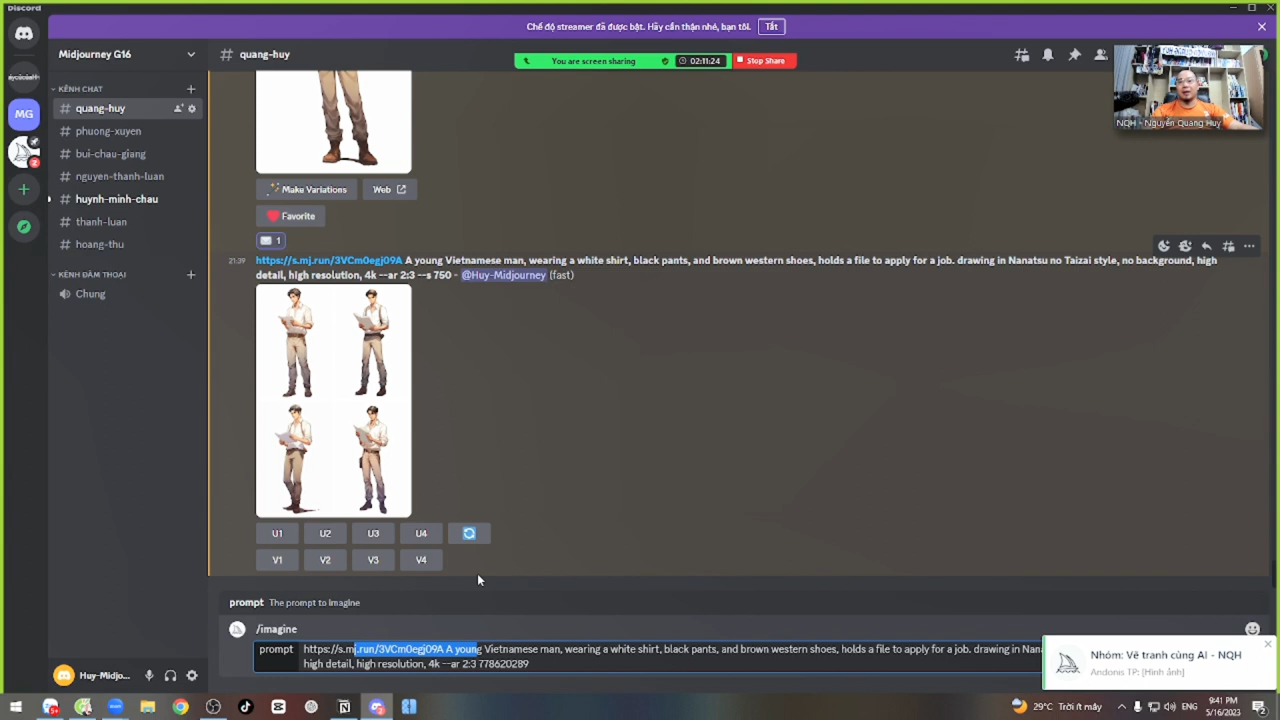 Discord
Chế độ streamer đã được bật. Hãy cẩn thận nhé, bạn tôi.
Tắt
Midjourney G16
quang-huy
You are screen sharing
02:11:24
Stop Share
KÊNH CHAT
quang-huy
phuong-xuyen
bui-chau-giang
nguyen-thanh-luan
huynh-minh-chau
thanh-luan
hoang-thu
KÊNH ĐÀM THOẠI
Chung
MG
2
NQH - Nguyễn Quang Huy
Make Variations
Web
Favorite
1
21:39 https://s.mj.run/3VCm0egj09A A young Vietnamese man, wearing a white shirt, black pants, and brown western shoes, holds a file to apply for a job. drawing in Nanatsu no Taizai style, no background, high
detail, high resolution, 4k --ar 2:3 --s 750 - @Huy-Midjourney (fast)
U1 U2 U3 U4
V1 V2 V3 V4
prompt The prompt to imagine
/imagine
prompt https://s.mj.run/3VCm0egj09A A young Vietnamese man, wearing a white shirt, black pants, and brown western shoes, holds a file to apply for a job. drawing in Nana
high detail, high resolution, 4k --ar 2:3 778620289
Huy-Midjo...
Nhóm: Vẽ tranh cùng AI - NQH
Andonis TP: [Hình ảnh]
29°C Trời ít mây
9:41 PM
5/16/2023
2